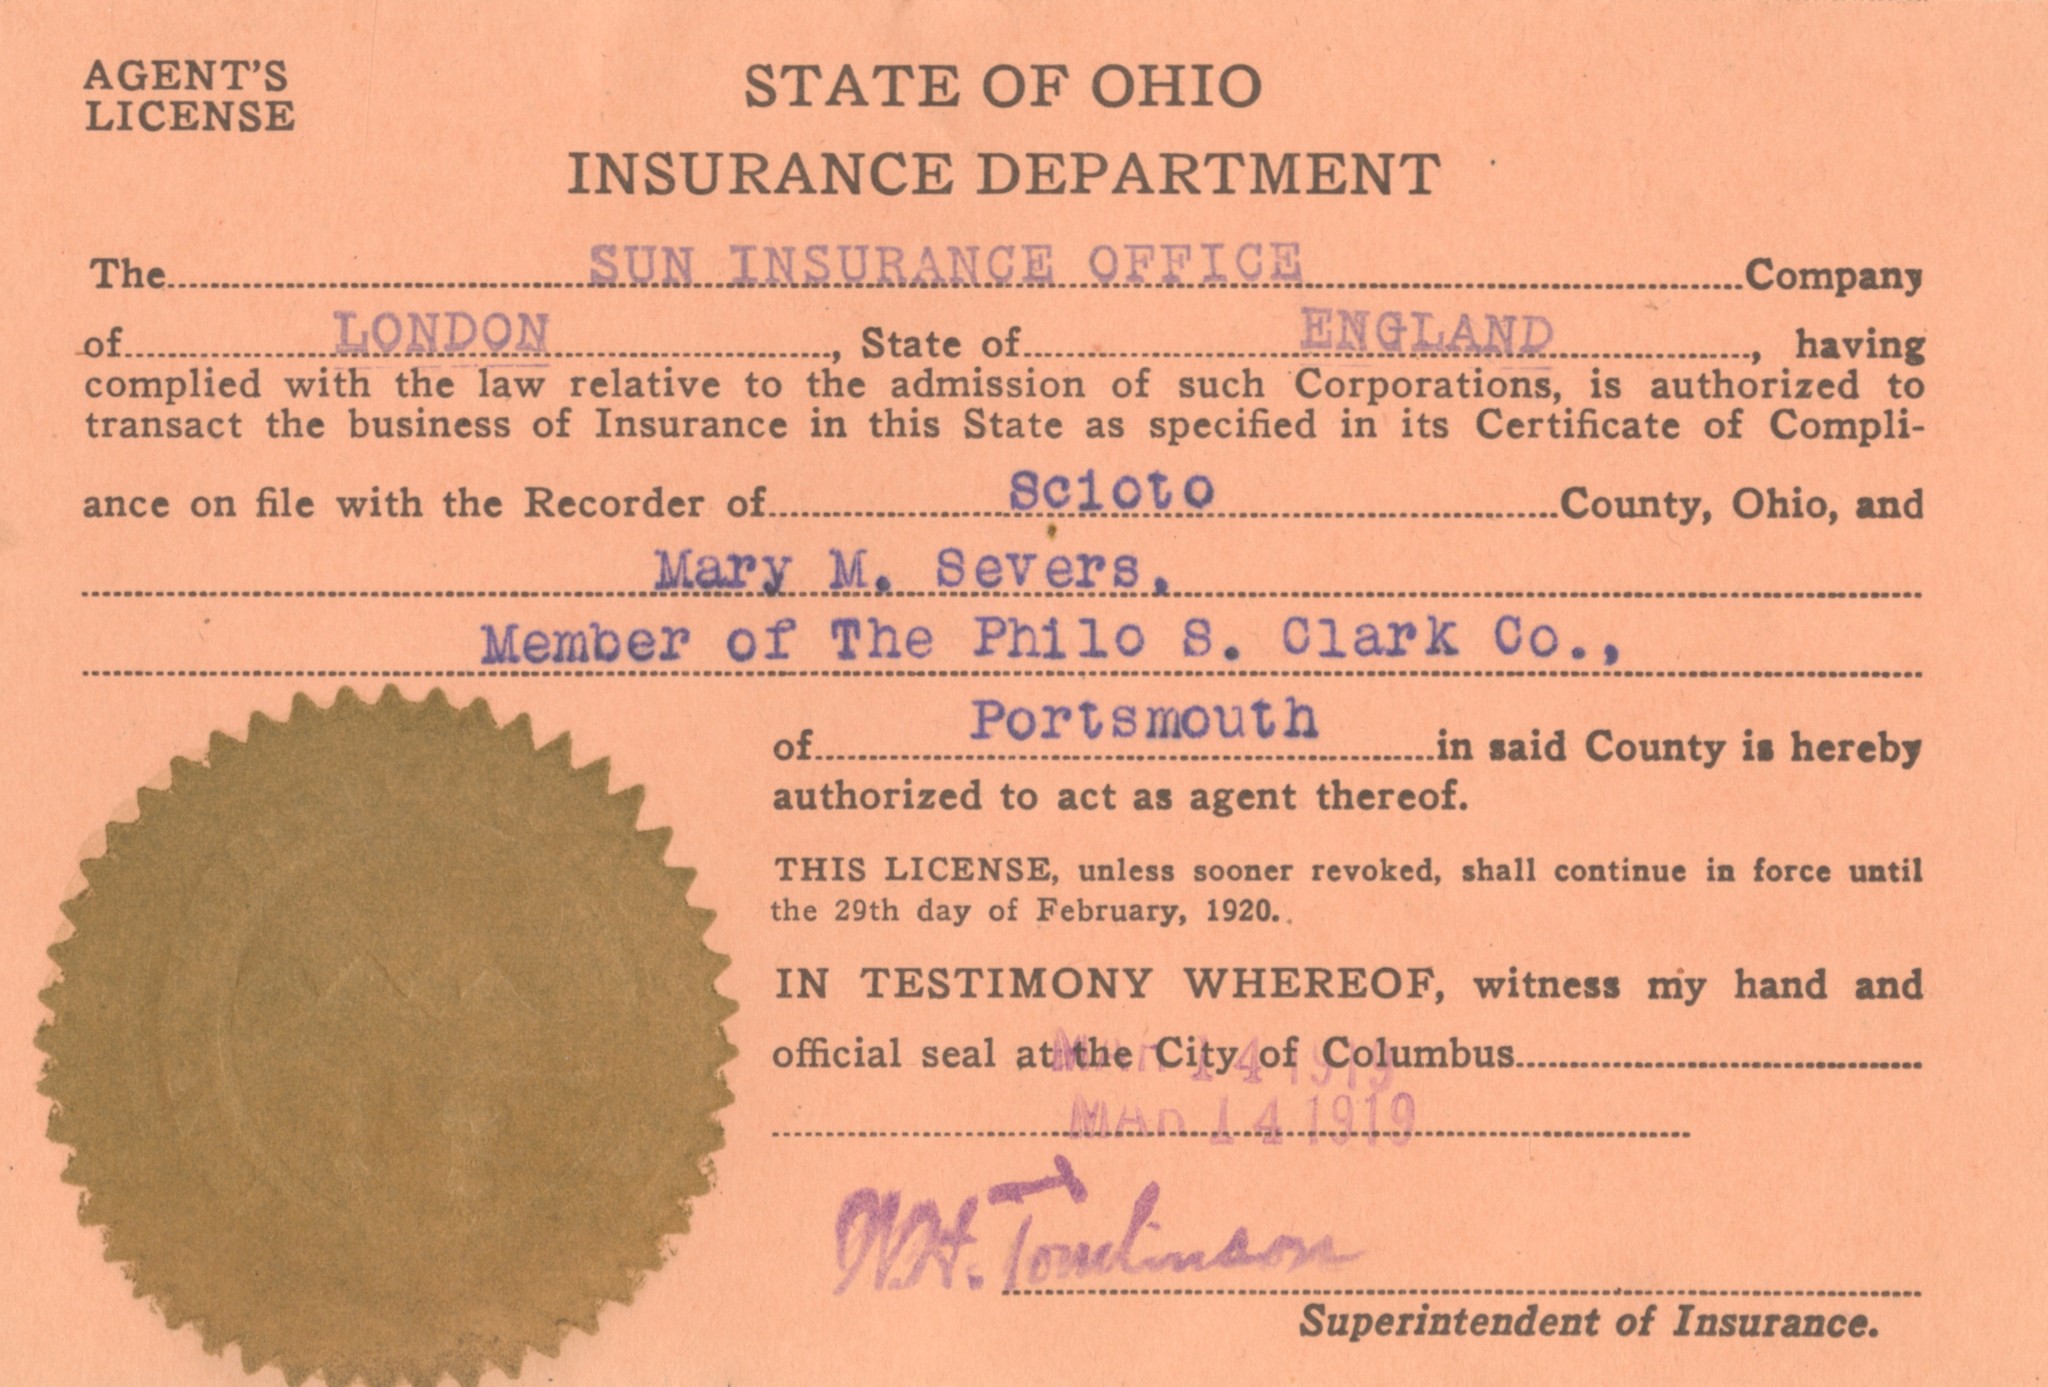 AGENT'S
LICENSE
STATE OF OHIO
INSURANCE DEPARTMENT
The SUN INSURANCE OFFICE Company
of LONDON, State of ENGLAND, having
complied with the law relative to the admission of such Corporations, is authorized to
transact the business of Insurance in this State as specified in its Certificate of Compli-
ance on file with the Recorder of Scioto County, Ohio, and
Mary M. Severs,
Member of The Philo S. Clark Co.,
of Portsmouth in said County is hereby
authorized to act as agent thereof.
THIS LICENSE, unless sooner revoked, shall continue in force until
the 29th day of February, 1920.
IN TESTIMONY WHEREOF, witness my hand and
official seal at the City of Columbus
MAR 14 1919
MAR 14 1919
W.H. Tomlinson
Superintendent of Insurance.